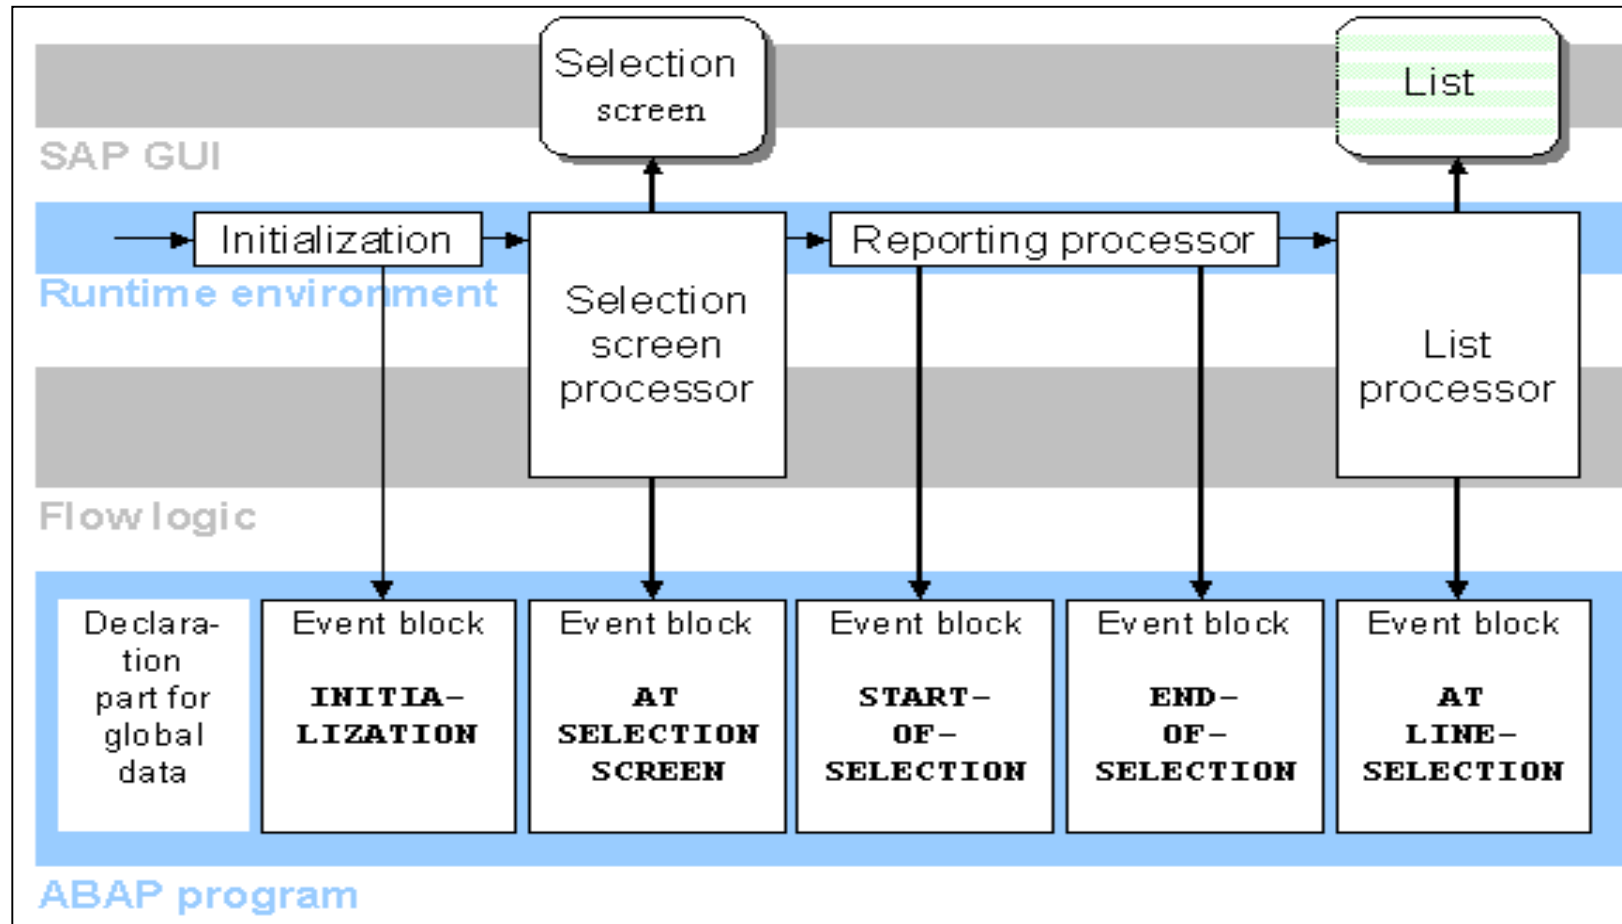 Selection
screen
List
SAP GUI
Initialization
Reporting processor
Runtime environment
Selection
screen
processor
List
processor
Flow logic
Declara-
tion
part for
global
data
Event block
INITIA-
LIZATION
Event block
AT
SELECTION
SCREEN
Event block
START-
OF-
SELECTION
Event block
END-
OF-
SELECTION
Event block
AT
LINE-
SELECTION
ABAP program